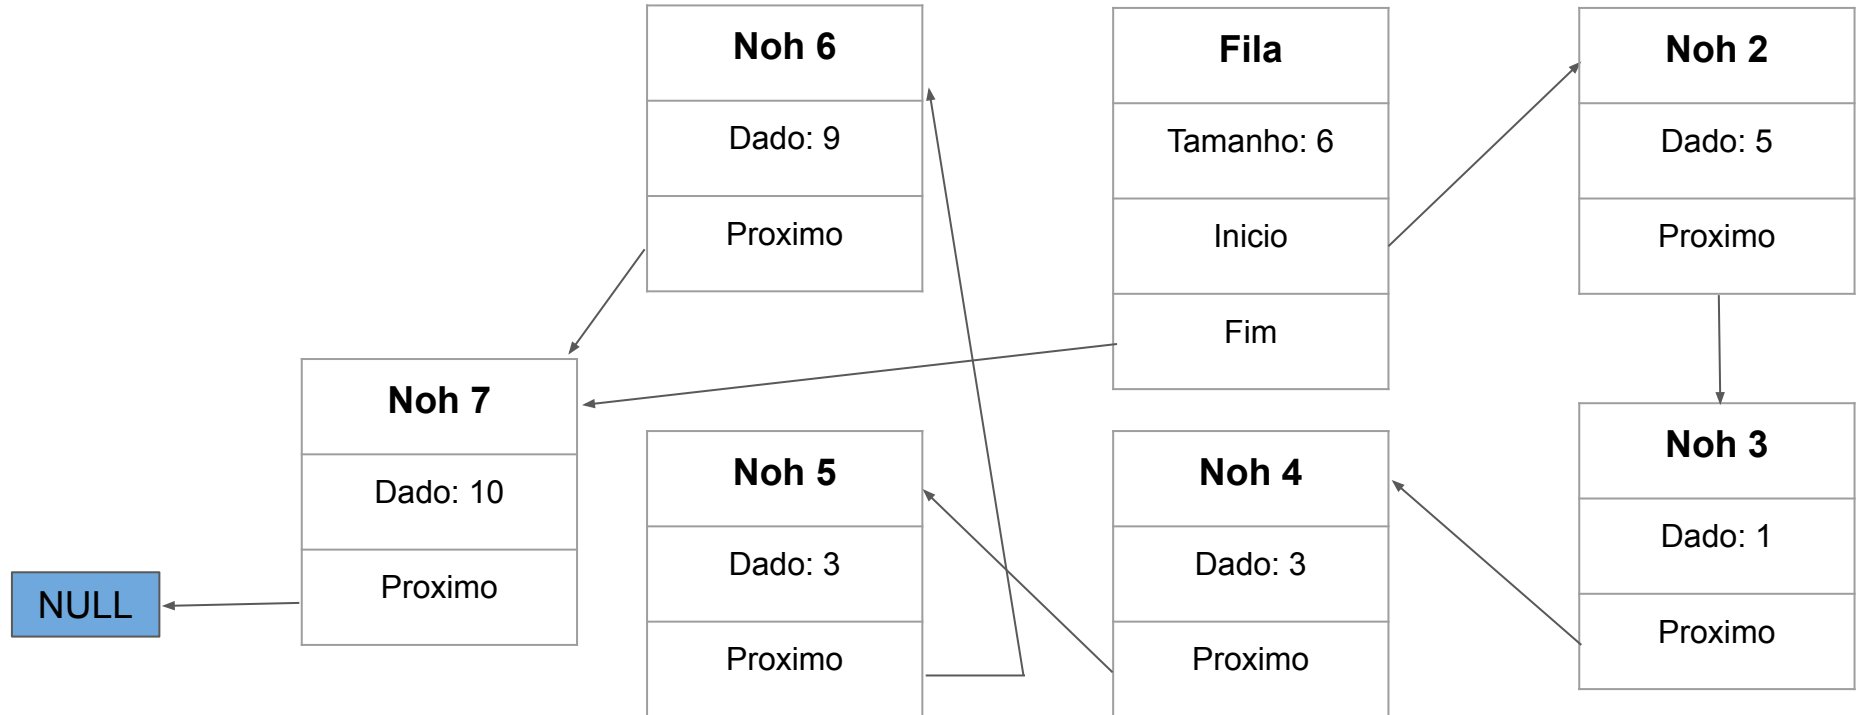 Noh 6
Dado: 9
Proximo
Fila
Tamanho: 6
Inicio
Fim
Noh 2
Dado: 5
Proximo
Noh 7
Dado: 10
Proximo
NULL
Noh 5
Dado: 3
Proximo
Noh 4
Dado: 3
Proximo
Noh 3
Dado: 1
Proximo